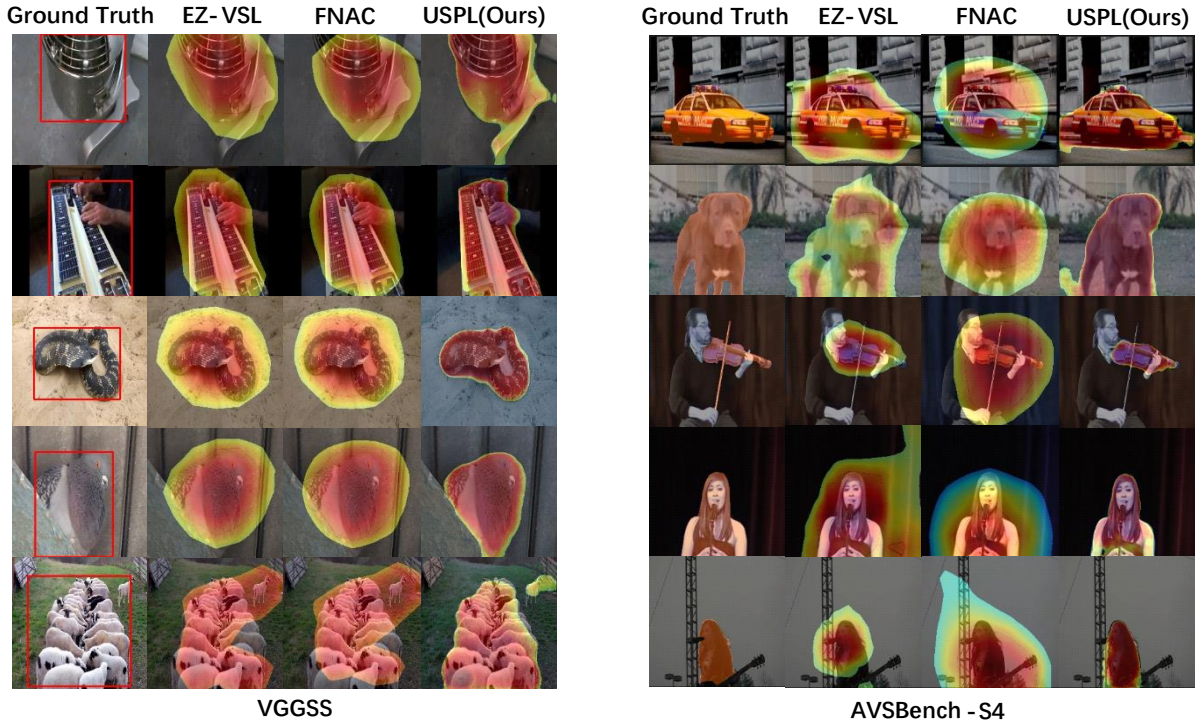 Ground Truth EZ-VSL FNAC USPL(Ours)
Ground Truth EZ-VSL FNAC USPL(Ours)
VGGSS
AVSBench-S4